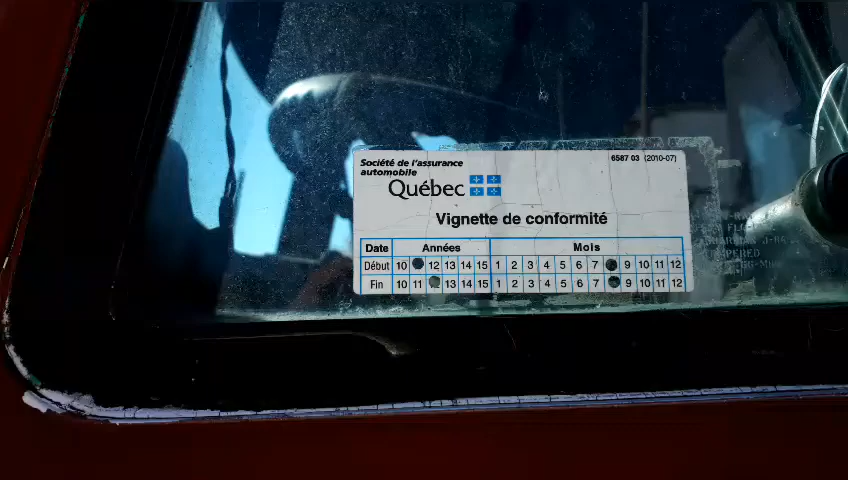 Société de l'assurance
automobile
6587 03 (2010-07)
Québec
Vignette de conformité
Date Années Mois
Début 10 12 13 14 15 1 2 3 4 5 6 7 9 10 11 12
Fin 10 11 13 14 15 1 2 3 4 5 6 7 9 10 11 12